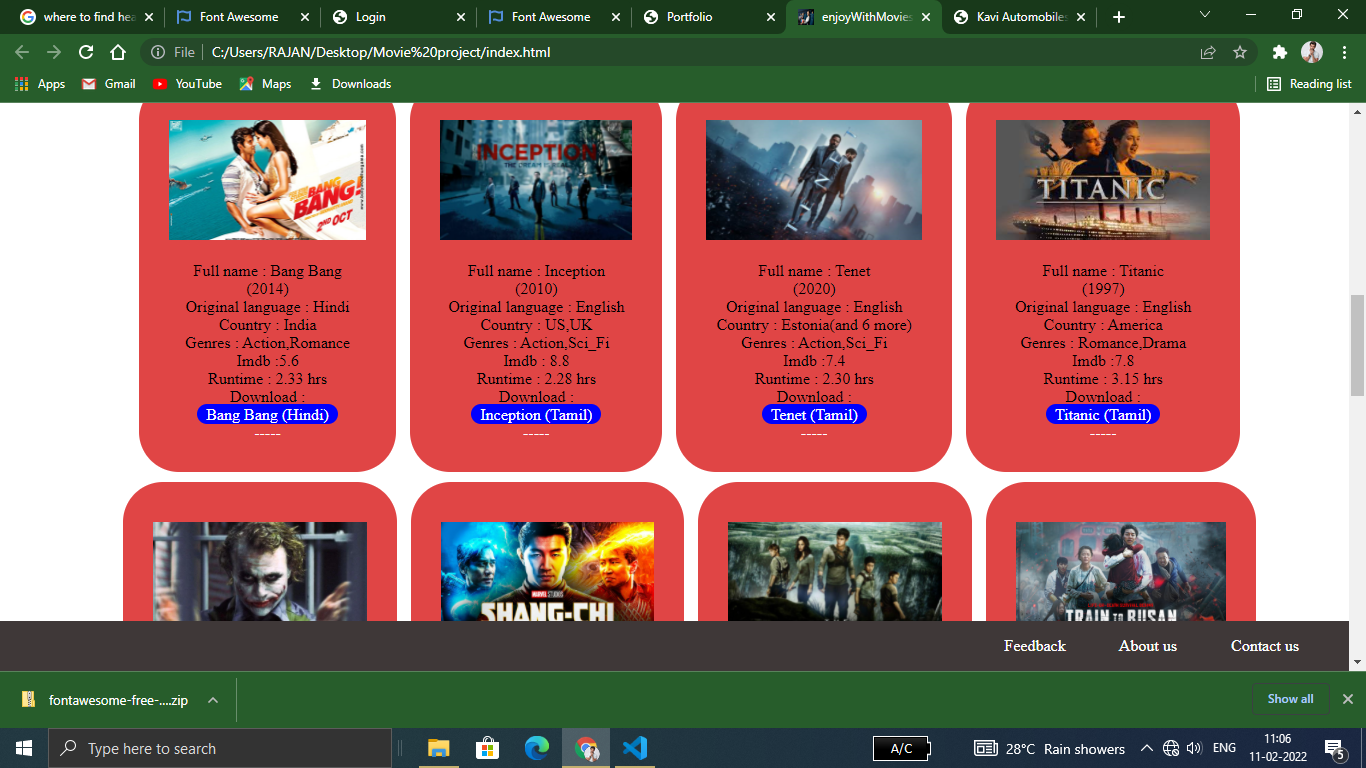 where to find hea
Font Awesome
Login
Font Awesome
Portfolio
enjoyWithMovies
Kavi Automobiles
File
C:/Users/RAJAN/Desktop/Movie%20project/index.html
Apps
Gmail
YouTube
Maps
Downloads
Reading list
BANG BANG
BANG!
2ND OCT
INCEPTION
THE DREAM IS REAL
TENET
TITANIC
Full name : Bang Bang
(2014)
Original language : Hindi
Country : India
Genres : Action,Romance
Imdb :5.6
Runtime : 2.33 hrs
Download :
Bang Bang (Hindi)
-----
Full name : Inception
(2010)
Original language : English
Country : US,UK
Genres : Action,Sci_Fi
Imdb : 8.8
Runtime : 2.28 hrs
Download :
Inception (Tamil)
-----
Full name : Tenet
(2020)
Original language : English
Country : Estonia(and 6 more)
Genres : Action,Sci_Fi
Imdb :7.4
Runtime : 2.30 hrs
Download :
Tenet (Tamil)
-----
Full name : Titanic
(1997)
Original language : English
Country : America
Genres : Romance,Drama
Imdb :7.8
Runtime : 3.15 hrs
Download :
Titanic (Tamil)
-----
MARVEL STUDIOS
SHANG-CHI
TRAIN TO BUSAN
Feedback
About us
Contact us
fontawesome-free-....zip
Show all
Type here to search
A/C
28°C Rain showers
ENG
11:06
11-02-2022
5